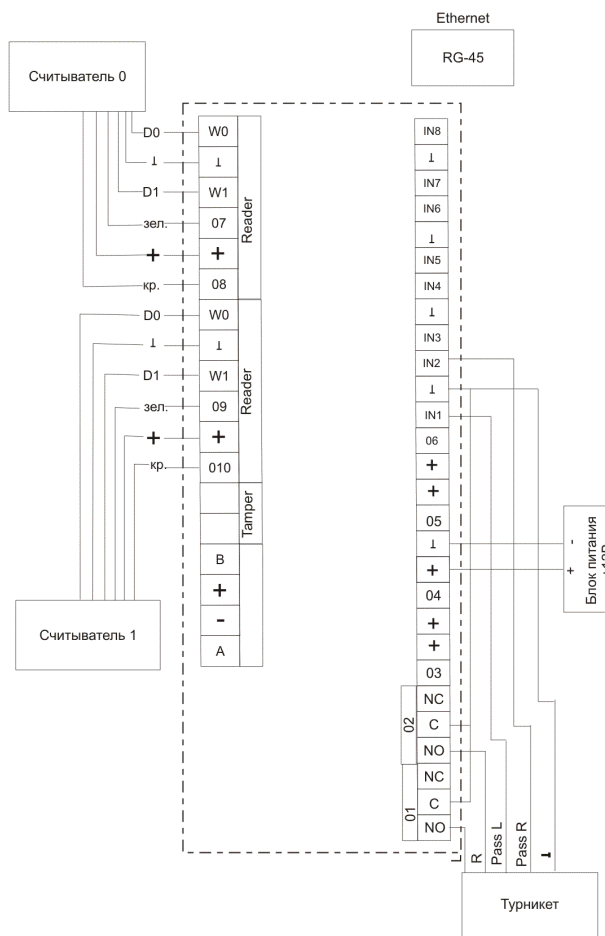 Ethernet
RG-45
Считыватель 0
D0 W0
⊥ ⊥
D1 W1
зел. 07
+ +
кр. 08
Reader
D0 W0
⊥ ⊥
D1 W1
зел. 09
+ +
кр. 010
Reader
Tamper
B
+
-
A
Считыватель 1
IN8
⊥
IN7
IN6
⊥
IN5
IN4
⊥
IN3
IN2
⊥
IN1
06
+
+
05
⊥
+
04
+
+
03
NC
C
NO
02
NC
C
NO
01
-
+
Блок питания
R
Pass L
Pass R
⊥
Турникет